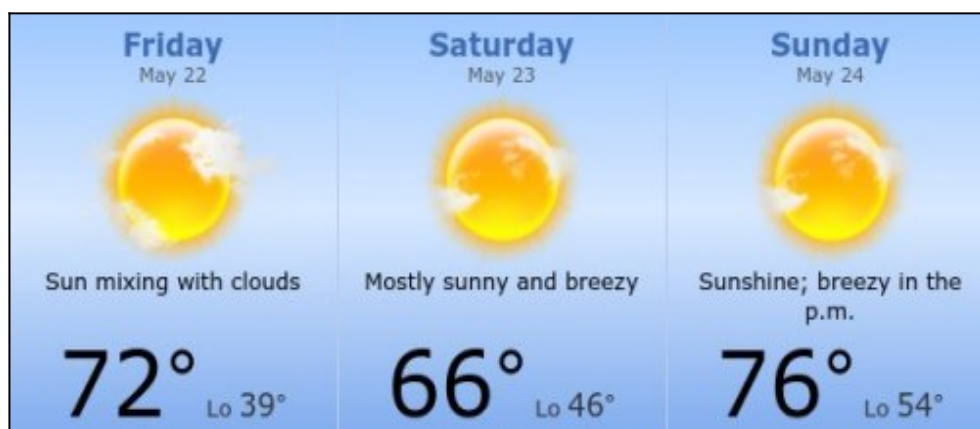 Friday
May 22
Sun mixing with clouds
72° Lo 39°
Saturday
May 23
Mostly sunny and breezy
66° Lo 46°
Sunday
May 24
Sunshine; breezy in the
p.m.
76° Lo 54°